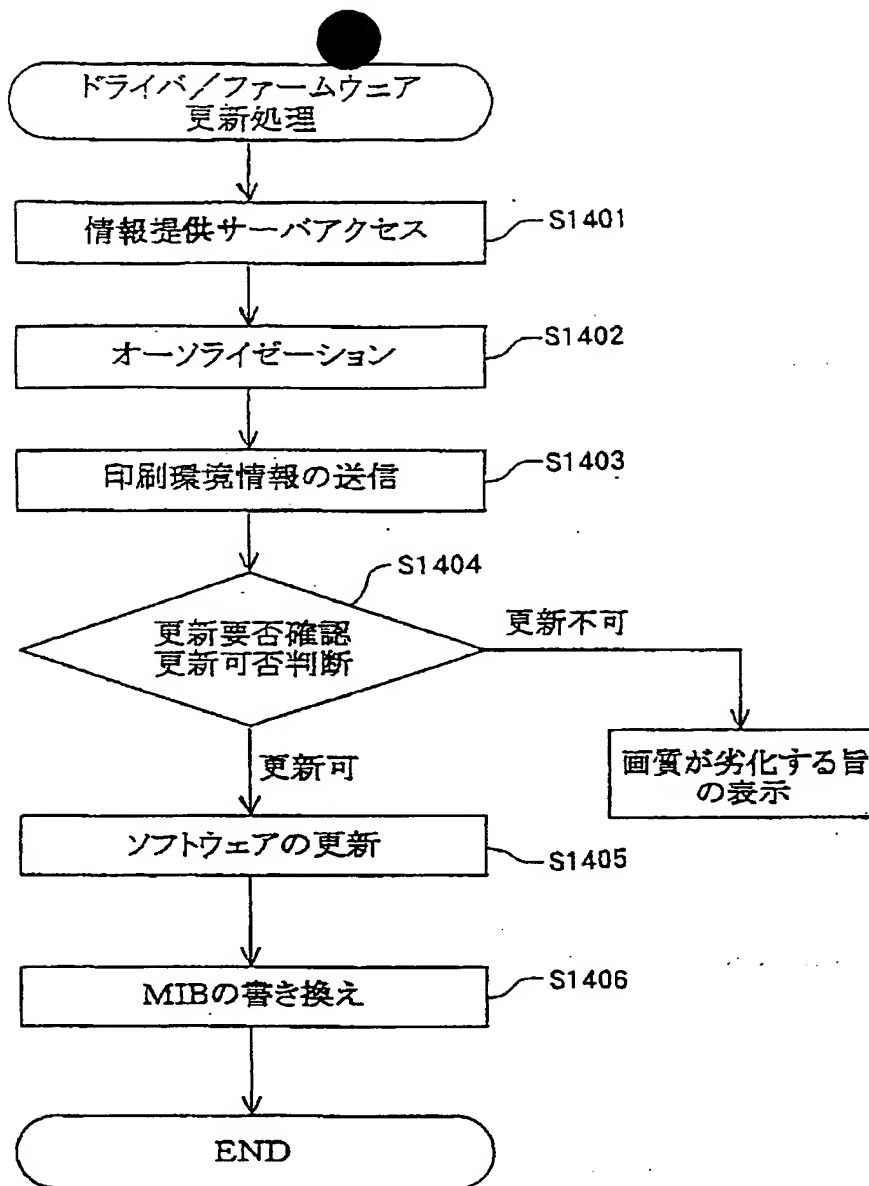 ドライバ／ファームウェア
更新処理
情報提供サーバアクセス
S1401
オーソライゼーション
S1402
印刷環境情報の送信
S1403
S1404
更新要否確認
更新可否判断
更新不可
画質が劣化する旨
の表示
更新可
ソフトウェアの更新
S1405
MIBの書き換え
S1406
END